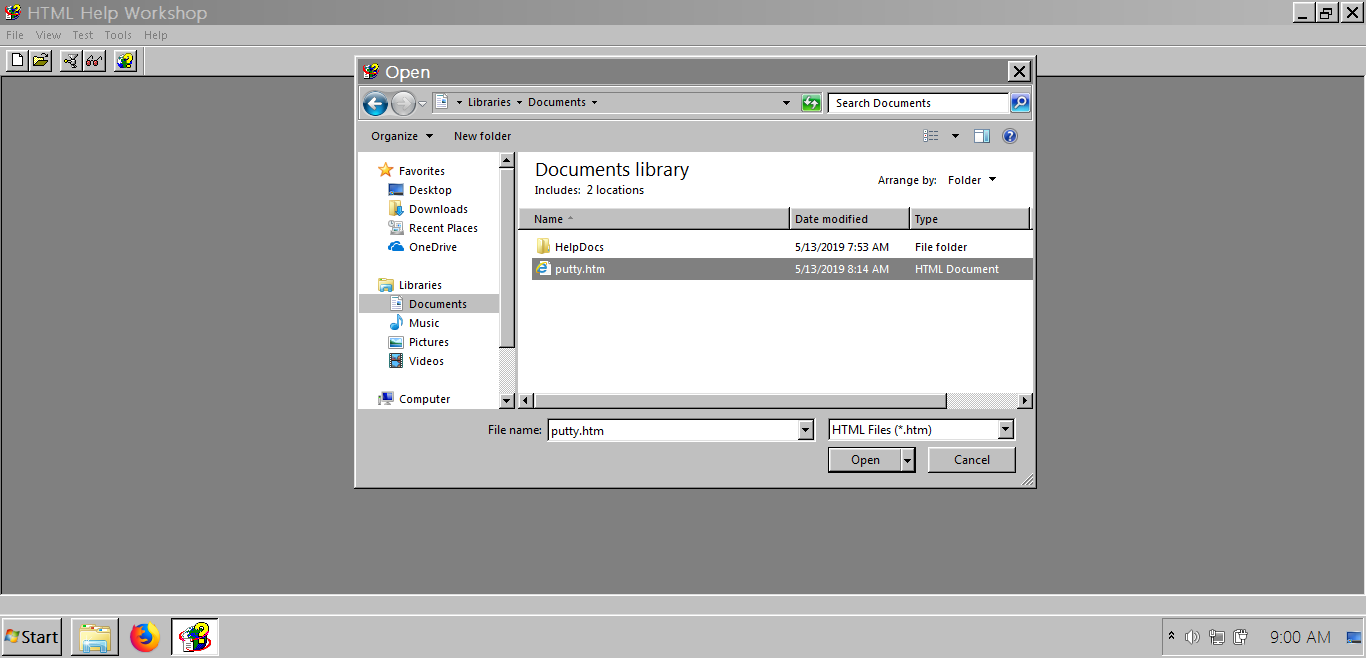 HTML Help Workshop
File View Test Tools Help
Open
Libraries Documents
Search Documents
Organize New folder
Favorites
Desktop
Downloads
Recent Places
OneDrive
Libraries
Documents
Music
Pictures
Videos
Computer
Documents library
Includes: 2 locations
Arrange by: Folder
Name Date modified Type
HelpDocs 5/13/2019 7:53 AM File folder
putty.htm 5/13/2019 8:14 AM HTML Document
File name: putty.htm HTML Files (*.htm)
Open Cancel
Start 9:00 AM